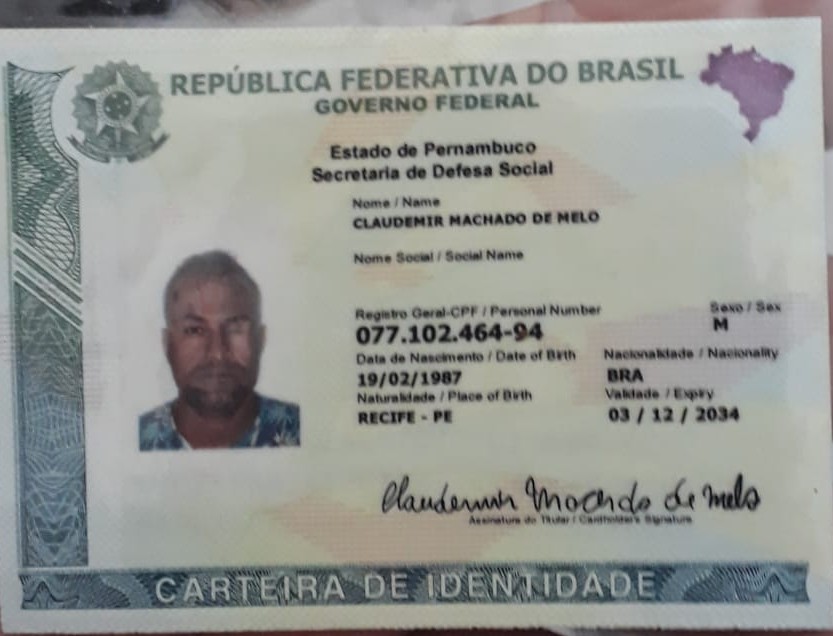 REPÚBLICA FEDERATIVA DO BRASIL
GOVERNO FEDERAL
Estado de Pernambuco
Secretaria de Defesa Social
Nome / Name
CLAUDEMIR MACHADO DE MELO
Nome Social / Social Name
Registro Geral-CPF / Personal Number
Sexo / Sex
077.102.464-94
M
Data de Nascimento / Date of Birth
Nacionalidade / Nacionality
19/02/1987
BRA
Naturalidade / Place of Birth
Validade / Expiry
RECIFE - PE
03 / 12 / 2034
Claudemir Machado de Melo
Assinatura do Titular / Cardholder's Signature
CARTEIRA DE IDENTIDADE